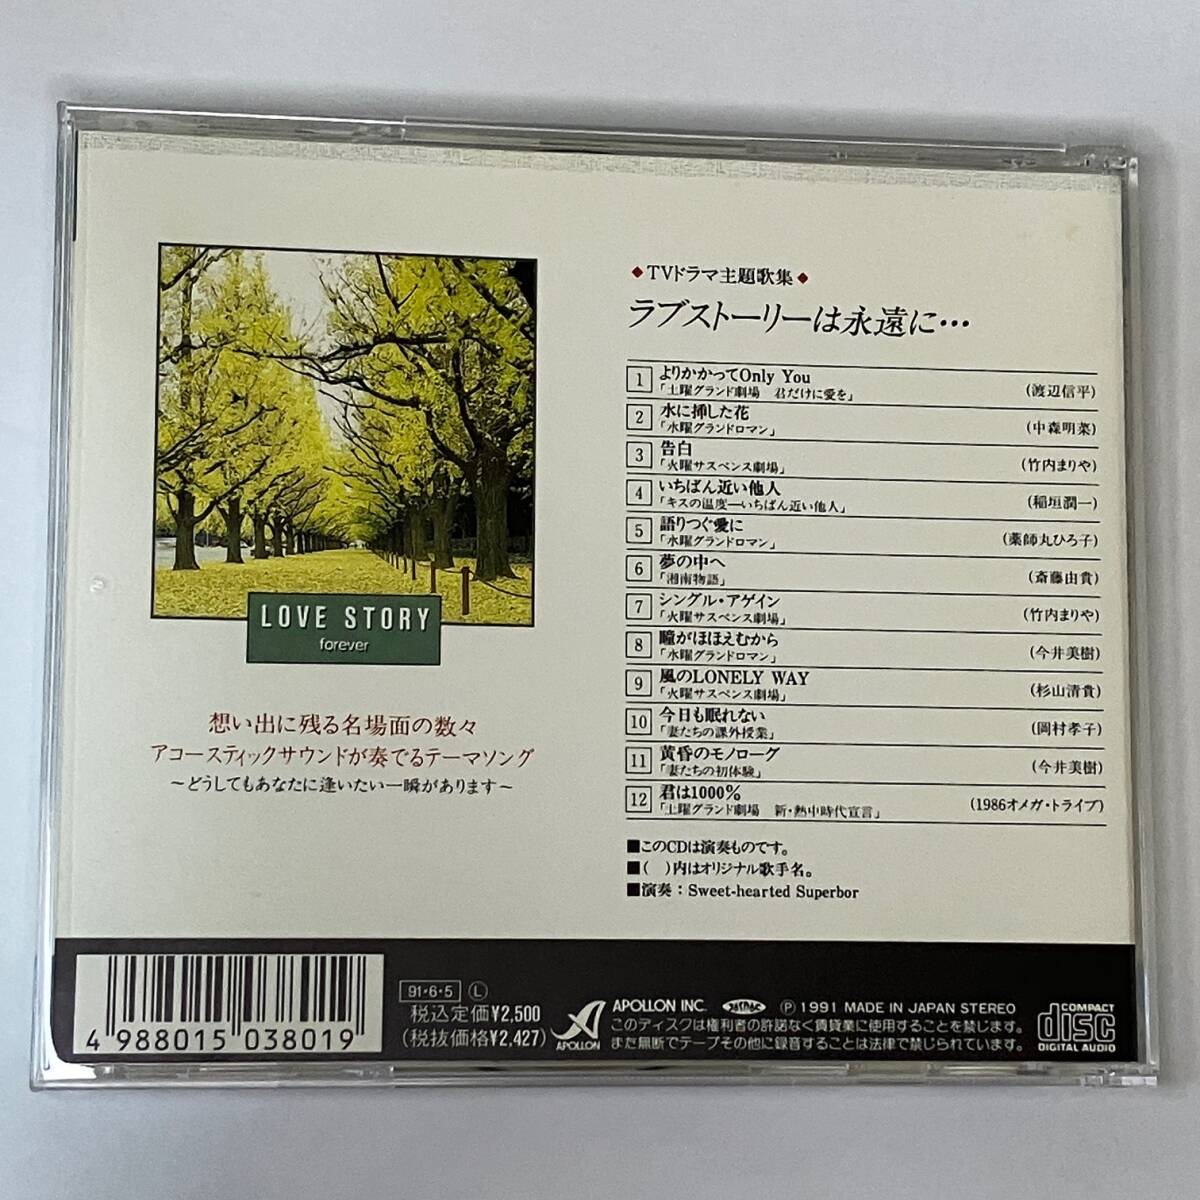 LOVE STORY
forever
想い出に残る名場面の数々
アコースティックサウンドが奏でるテーマソング
～どうしてもあなたに逢いたい一瞬があります～
◆TVドラマ主題歌集◆
ラブストーリーは永遠に…
1 よりかかってOnly You
「土曜グランド劇場 君だけに愛を」 (渡辺信平)
2 水に挿した花
「水曜グランドロマン」 (中森明菜)
3 告白
「火曜サスペンス劇場」 (竹内まりや)
4 いちばん近い他人
「キスの温度―いちばん近い他人」 (稲垣潤一)
5 語りつぐ愛に
「水曜グランドロマン」 (薬師丸ひろ子)
6 夢の中へ
「湘南物語」 (斎藤由貴)
7 シングル・アゲイン
「火曜サスペンス劇場」 (竹内まりや)
8 瞳がほほえむから
「水曜グランドロマン」 (今井美樹)
9 風のLONELY WAY
「火曜サスペンス劇場」 (杉山清貴)
10 今日も眠れない
「妻たちの課外授業」 (岡村孝子)
11 黄昏のモノローグ
「妻たちの初体験」 (今井美樹)
12 君は1000%
「土曜グランド劇場 新・熱中時代宣言」 (1986オメガ・トライブ)
■このCDは演奏ものです。
■( )内はオリジナル歌手名。
■演奏：Sweet-hearted Superbor
4 988015 038019
91・6・5 Ⓛ
税込定価¥2,500
(税抜価格¥2,427)
APOLLON
APOLLON INC. JASRAC Ⓟ 1991 MADE IN JAPAN STEREO
このディスクは権利者の許諾なく賃貸業に使用することを禁じます。
また無断でテープその他に録音することは法律で禁じられています。
COMPACT
disc
DIGITAL AUDIO